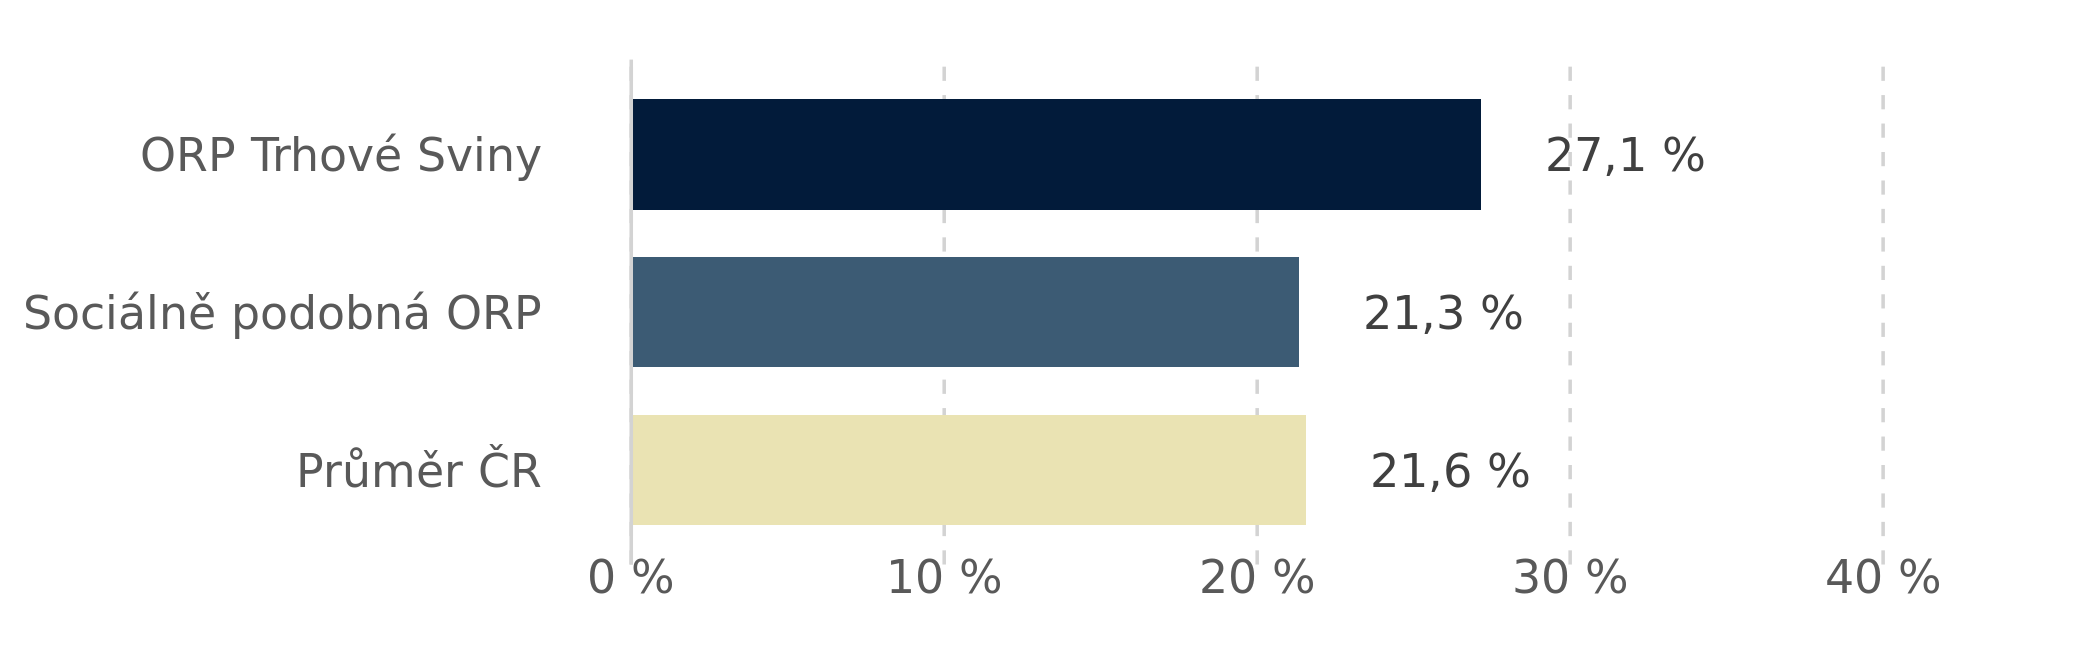 ORP Trhové Sviny 27,1 %
Sociálně podobná ORP 21,3 %
Průměr ČR 21,6 %
0 % 10 % 20 % 30 % 40 %